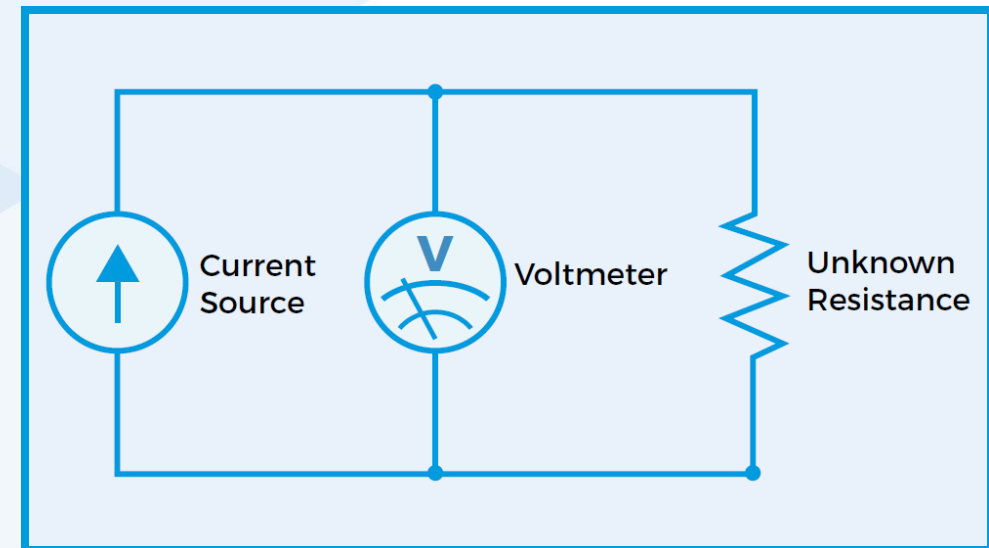 V
Current
Source
Voltmeter
Unknown
Resistance